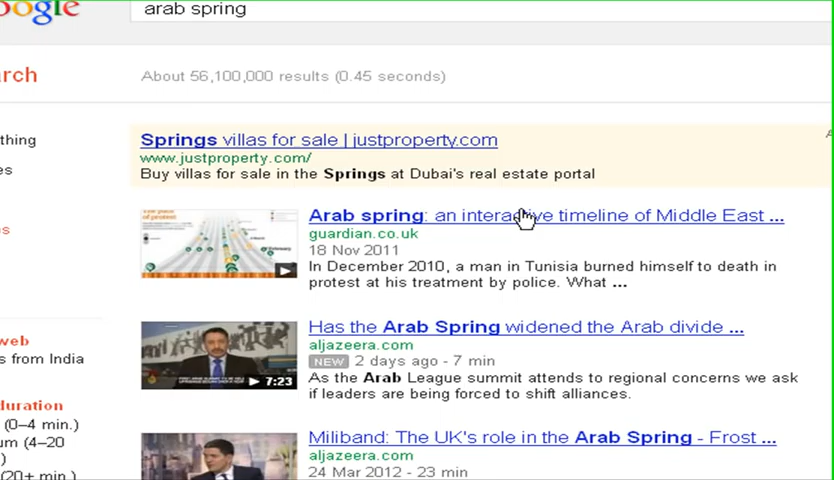 arab spring
arch
About 56,100,000 results (0.45 seconds)
Springs villas for sale | justproperty.com
www.justproperty.com/
Buy villas for sale in the Springs at Dubai's real estate portal
Arab spring: an interactive timeline of Middle East ...
guardian.co.uk
18 Nov 2011
In December 2010, a man in Tunisia burned himself to death in
protest at his treatment by police. What ...
Has the Arab Spring widened the Arab divide ...
aljazeera.com
NEW 2 days ago - 7 min
7:23
As the Arab League summit attends to regional concerns we ask
if leaders are being forced to shift alliances.
Miliband: The UK's role in the Arab Spring - Frost ...
aljazeera.com
24 Mar 2012 - 23 min
thing
es
s
web
s from India
duration
(0–4 min.)
um (4–20
)
(20+ min.)